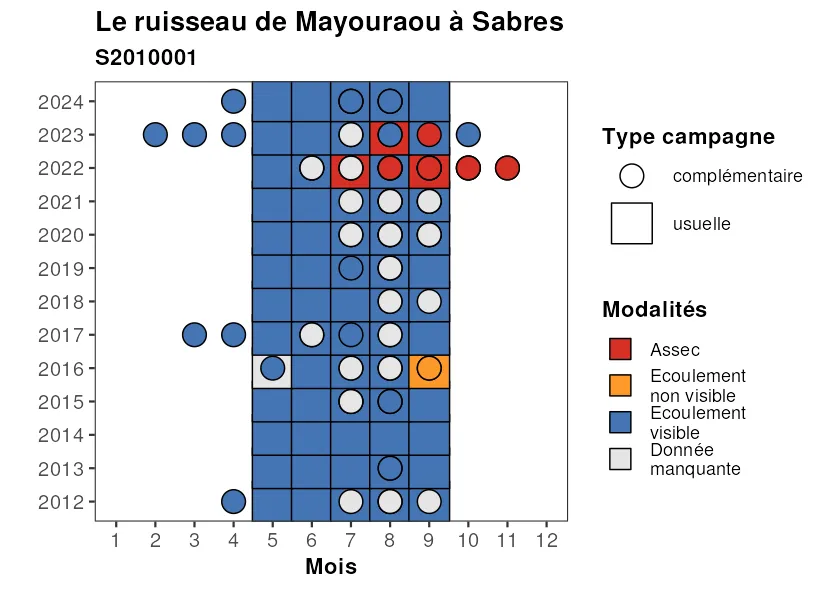 Le ruisseau de Mayouraou à Sabres
S2010001
2024
2023
2022
2021
2020
2019
2018
2017
2016
2015
2014
2013
2012
1 2 3 4 5 6 7 8 9 10 11 12
Mois
Type campagne
complémentaire
usuelle
Modalités
Assec
Ecoulement
non visible
Ecoulement
visible
Donnée
manquante